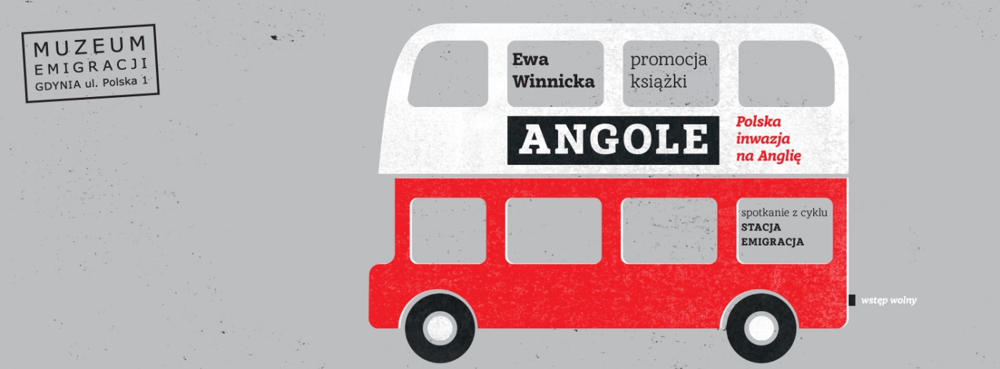 MUZEUM
EMIGRACJI
GDYNIA ul. Polska 1
Ewa
Winnicka
promocja
książki
ANGOLE
Polska
inwazja
na Anglię
spotkanie z cyklu
STACJA
EMIGRACJA
wstęp wolny